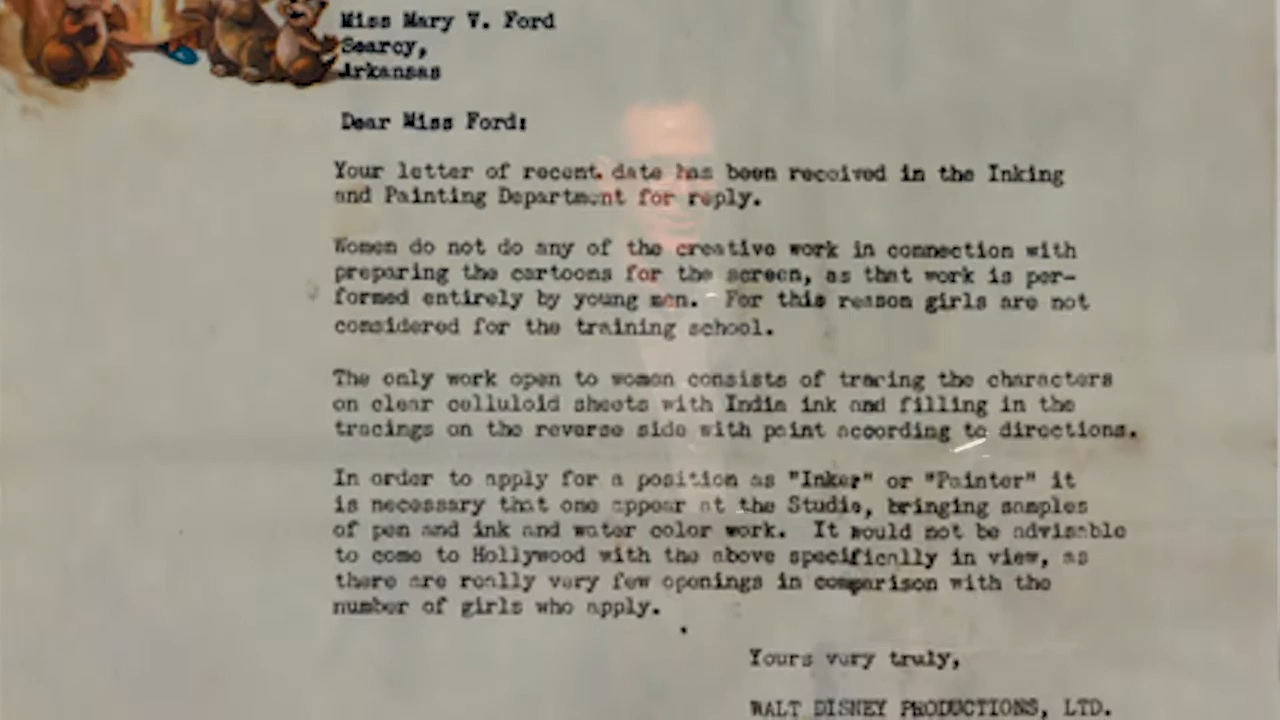 Miss Mary V. Ford
Searcy,
Arkansas
Dear Miss Ford:
Your letter of recent date has been received in the Inking
and Painting Department for reply.
Women do not do any of the creative work in connection with
preparing the cartoons for the screen, as that work is per-
formed entirely by young men. For this reason girls are not
considered for the training school.
The only work open to women consists of tracing the characters
on clear celluloid sheets with India ink and filling in the
tracings on the reverse side with paint according to directions.
In order to apply for a position as "Inker" or "Painter" it
is necessary that one appear at the Studio, bringing samples
of pen and ink and water color work. It would not be advisable
to come to Hollywood with the above specifically in view, as
there are really very few openings in comparison with the
number of girls who apply.
Yours very truly,
WALT DISNEY PRODUCTIONS, LTD.